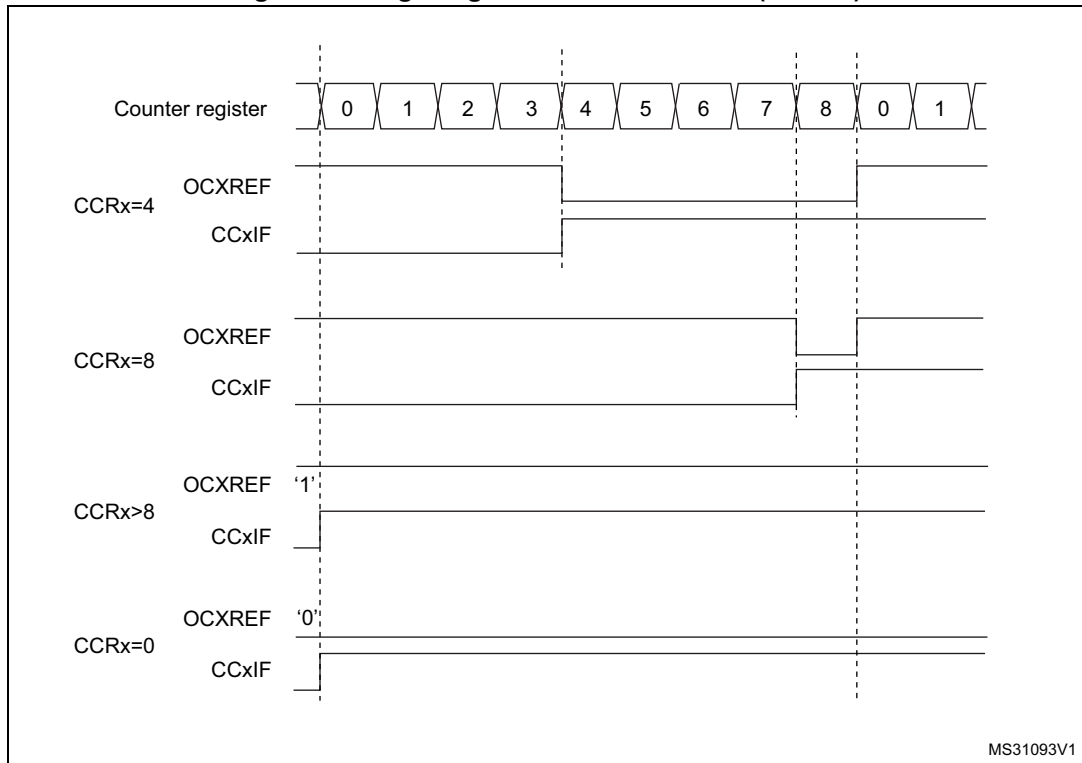 Counter register 0 1 2 3 4 5 6 7 8 0 1
OCXREF
CCRx=4
CCxIF
OCXREF
CCRx=8
CCxIF
OCXREF ‘1’
CCRx>8
CCxIF
OCXREF ‘0’
CCRx=0
CCxIF
MS31093V1